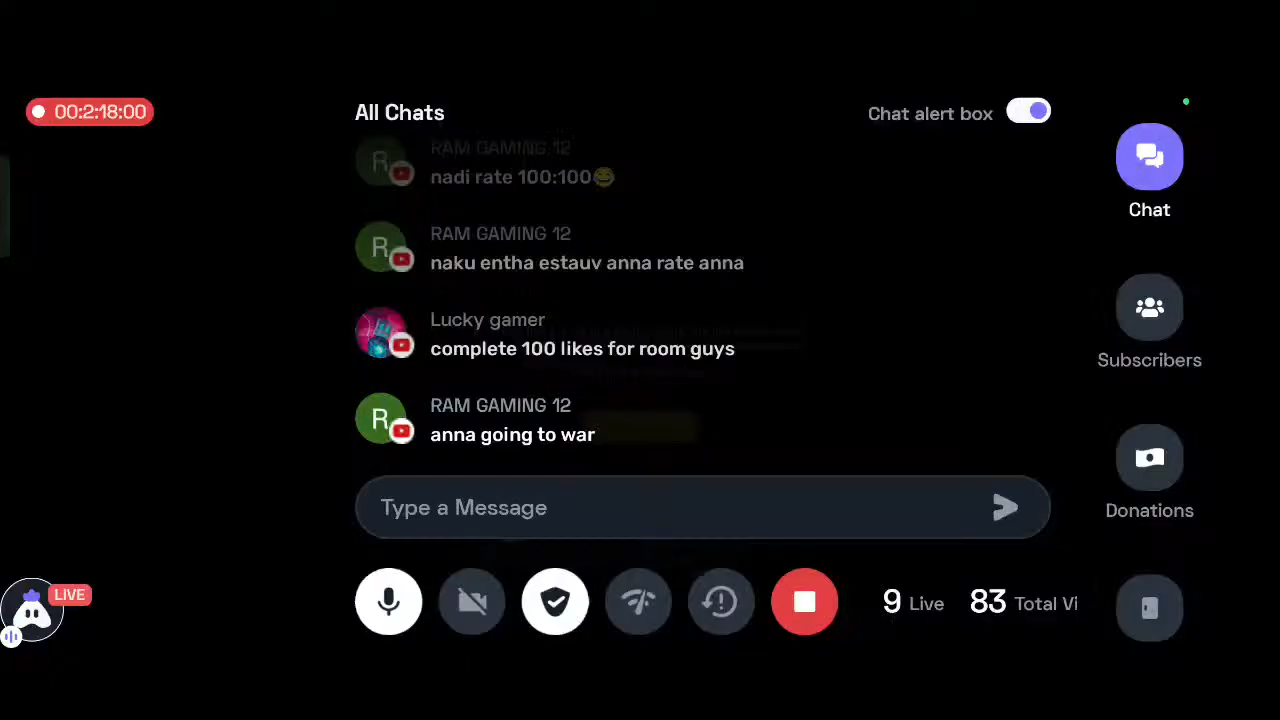 00:2:18:00
All Chats
Chat alert box
RAM GAMING 12
nadi rate 100:100😂
RAM GAMING 12
naku entha estauv anna rate anna
Lucky gamer
complete 100 likes for room guys
RAM GAMING 12
anna going to war
Type a Message
Chat
Subscribers
Donations
LIVE
9 Live
83 Total Vi